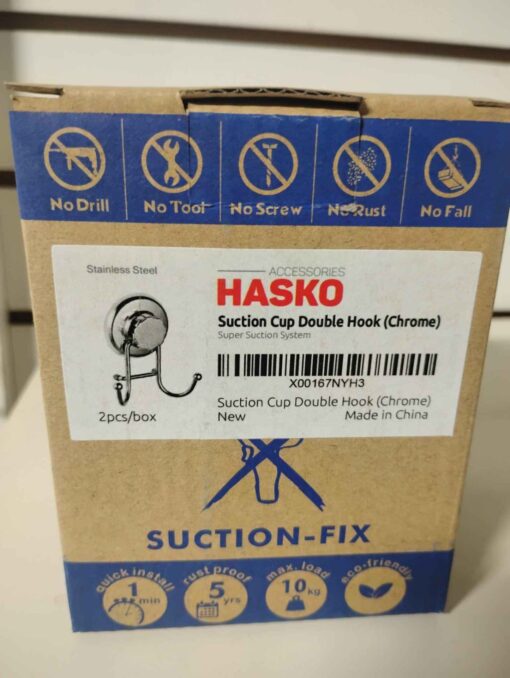 No Drill
No Tool
No Screw
No Rust
No Fall
Stainless Steel
ACCESSORIES
HASKO
Suction Cup Double Hook (Chrome)
Super Suction System
X00167NYH3
2pcs/box
Suction Cup Double Hook (Chrome)
New
Made in China
SUCTION-FIX
quick install
1 min
rust proof
5 yrs
max. load
10 kg
eco-friendly